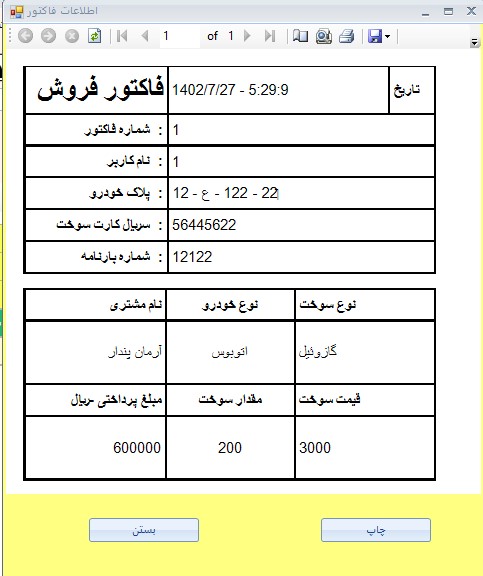 اطلاعات فاکتور
1 of 1
فاکتور فروش
1402/7/27 - 5:29:9
تاریخ
شماره فاکتور :
1
نام کاربر :
1
پلاک خودرو :
12 - ع - 122 - 22
سریال کارت سوخت :
56445622
شماره بارنامه :
12122
نام مشتری نوع خودرو نوع سوخت
آرمان پندار اتوبوس گازوئیل
مبلغ پرداختی -ریال مقدار سوخت قیمت سوخت
600000 200 3000
بستن چاپ